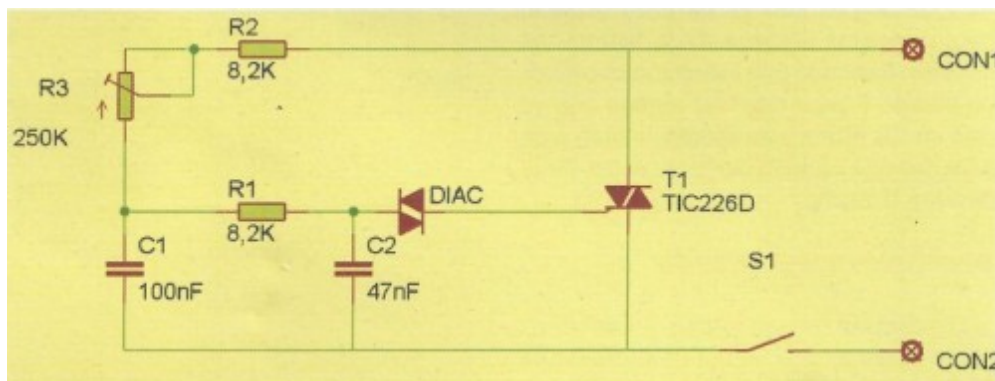 R2
8,2K
CON1
R3
250K
R1
8,2K
DIAC
T1
TIC226D
C1
100nF
C2
47nF
S1
CON2